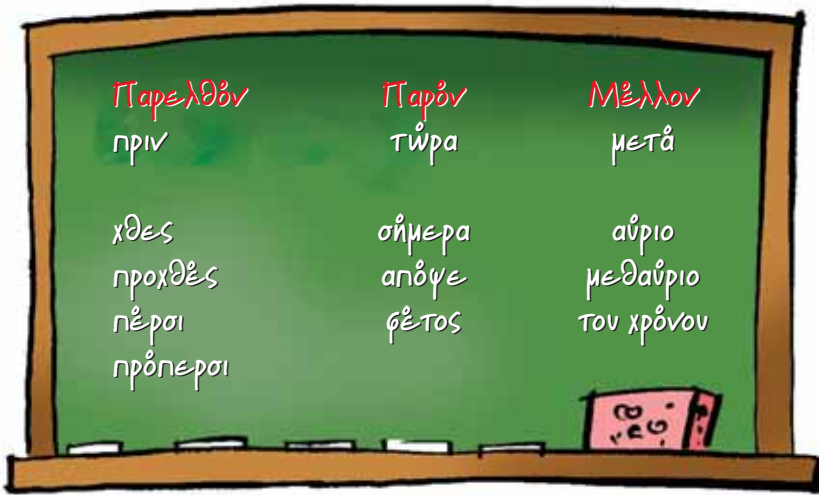 Παρελθόν Παρόν Μέλλον
πριν τώρα μετά
χθες σήμερα αύριο
προχθές απόψε μεθαύριο
πέρσι φέτος του χρόνου
πρόπερσι